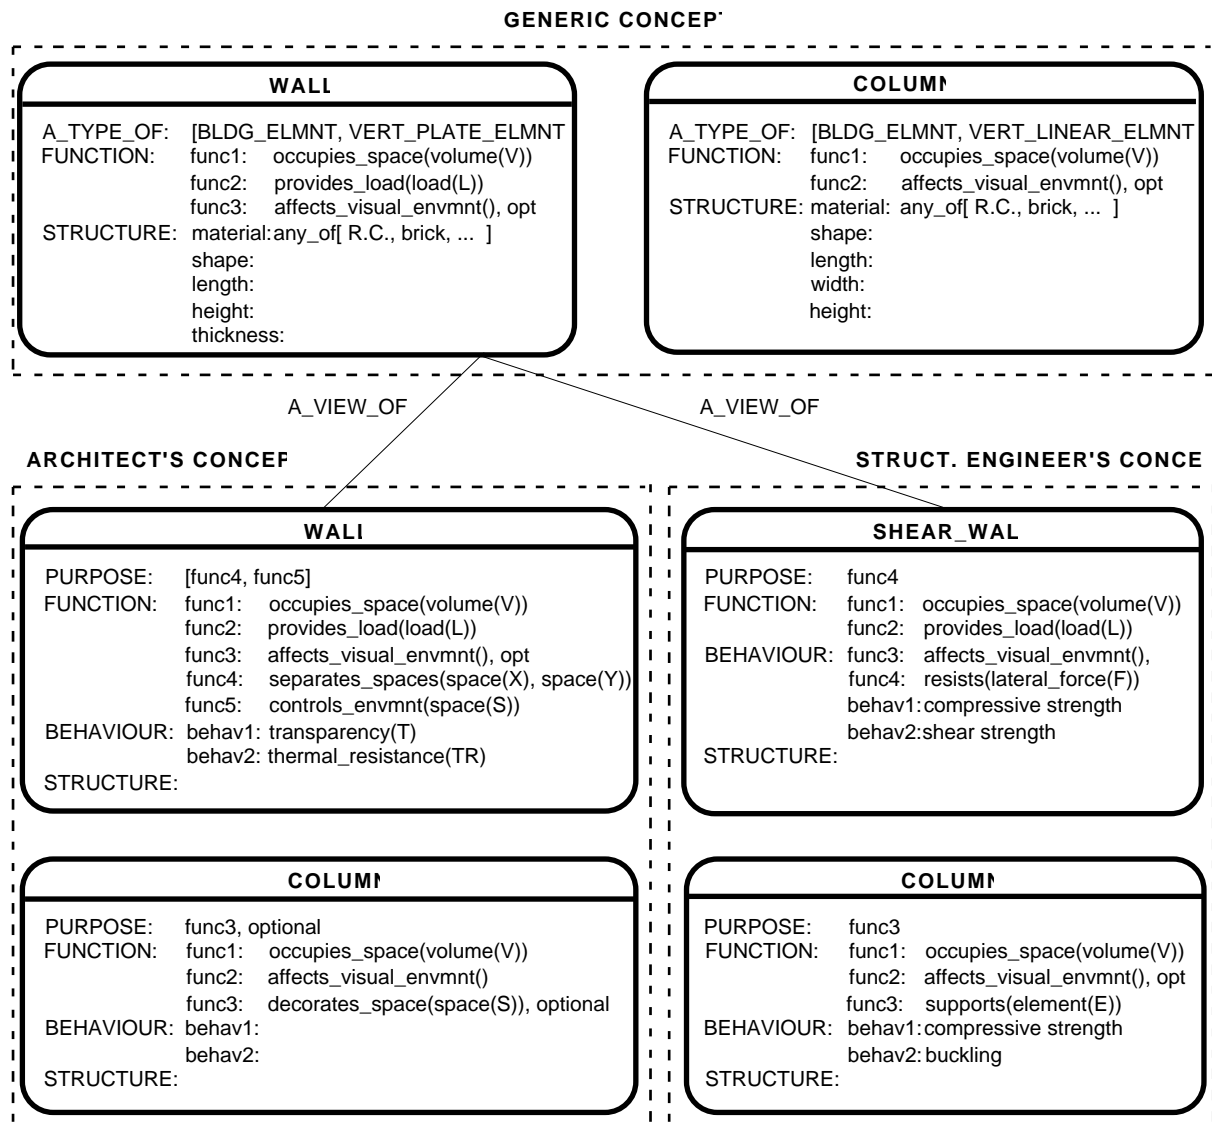 GENERIC CONCEPT
WALL
A_TYPE_OF: [BLDG_ELMNT, VERT_PLATE_ELMNT
FUNCTION: func1: occupies_space(volume(V))
func2: provides_load(load(L))
func3: affects_visual_envmnt(), opt
STRUCTURE: material: any_of[ R.C., brick, ... ]
shape:
length:
height:
thickness:
COLUMN
A_TYPE_OF: [BLDG_ELMNT, VERT_LINEAR_ELMNT
FUNCTION: func1: occupies_space(volume(V))
func2: affects_visual_envmnt(), opt
STRUCTURE: material: any_of[ R.C., brick, ... ]
shape:
length:
width:
height:
A_VIEW_OF
A_VIEW_OF
ARCHITECT'S CONCEP
WALL
PURPOSE: [func4, func5]
FUNCTION: func1: occupies_space(volume(V))
func2: provides_load(load(L))
func3: affects_visual_envmnt(), opt
func4: separates_spaces(space(X), space(Y))
func5: controls_envmnt(space(S))
BEHAVIOUR: behav1: transparency(T)
behav2: thermal_resistance(TR)
STRUCTURE:
COLUMN
PURPOSE: func3, optional
FUNCTION: func1: occupies_space(volume(V))
func2: affects_visual_envmnt()
func3: decorates_space(space(S)), optional
BEHAVIOUR: behav1:
behav2:
STRUCTURE:
STRUCT. ENGINEER'S CONCE
SHEAR_WAL
PURPOSE: func4
FUNCTION: func1: occupies_space(volume(V))
func2: provides_load(load(L))
BEHAVIOUR: func3: affects_visual_envmnt(),
func4: resists(lateral_force(F))
behav1: compressive strength
behav2: shear strength
STRUCTURE:
COLUMN
PURPOSE: func3
FUNCTION: func1: occupies_space(volume(V))
func2: affects_visual_envmnt(), opt
func3: supports(element(E))
BEHAVIOUR: behav1: compressive strength
behav2: buckling
STRUCTURE: